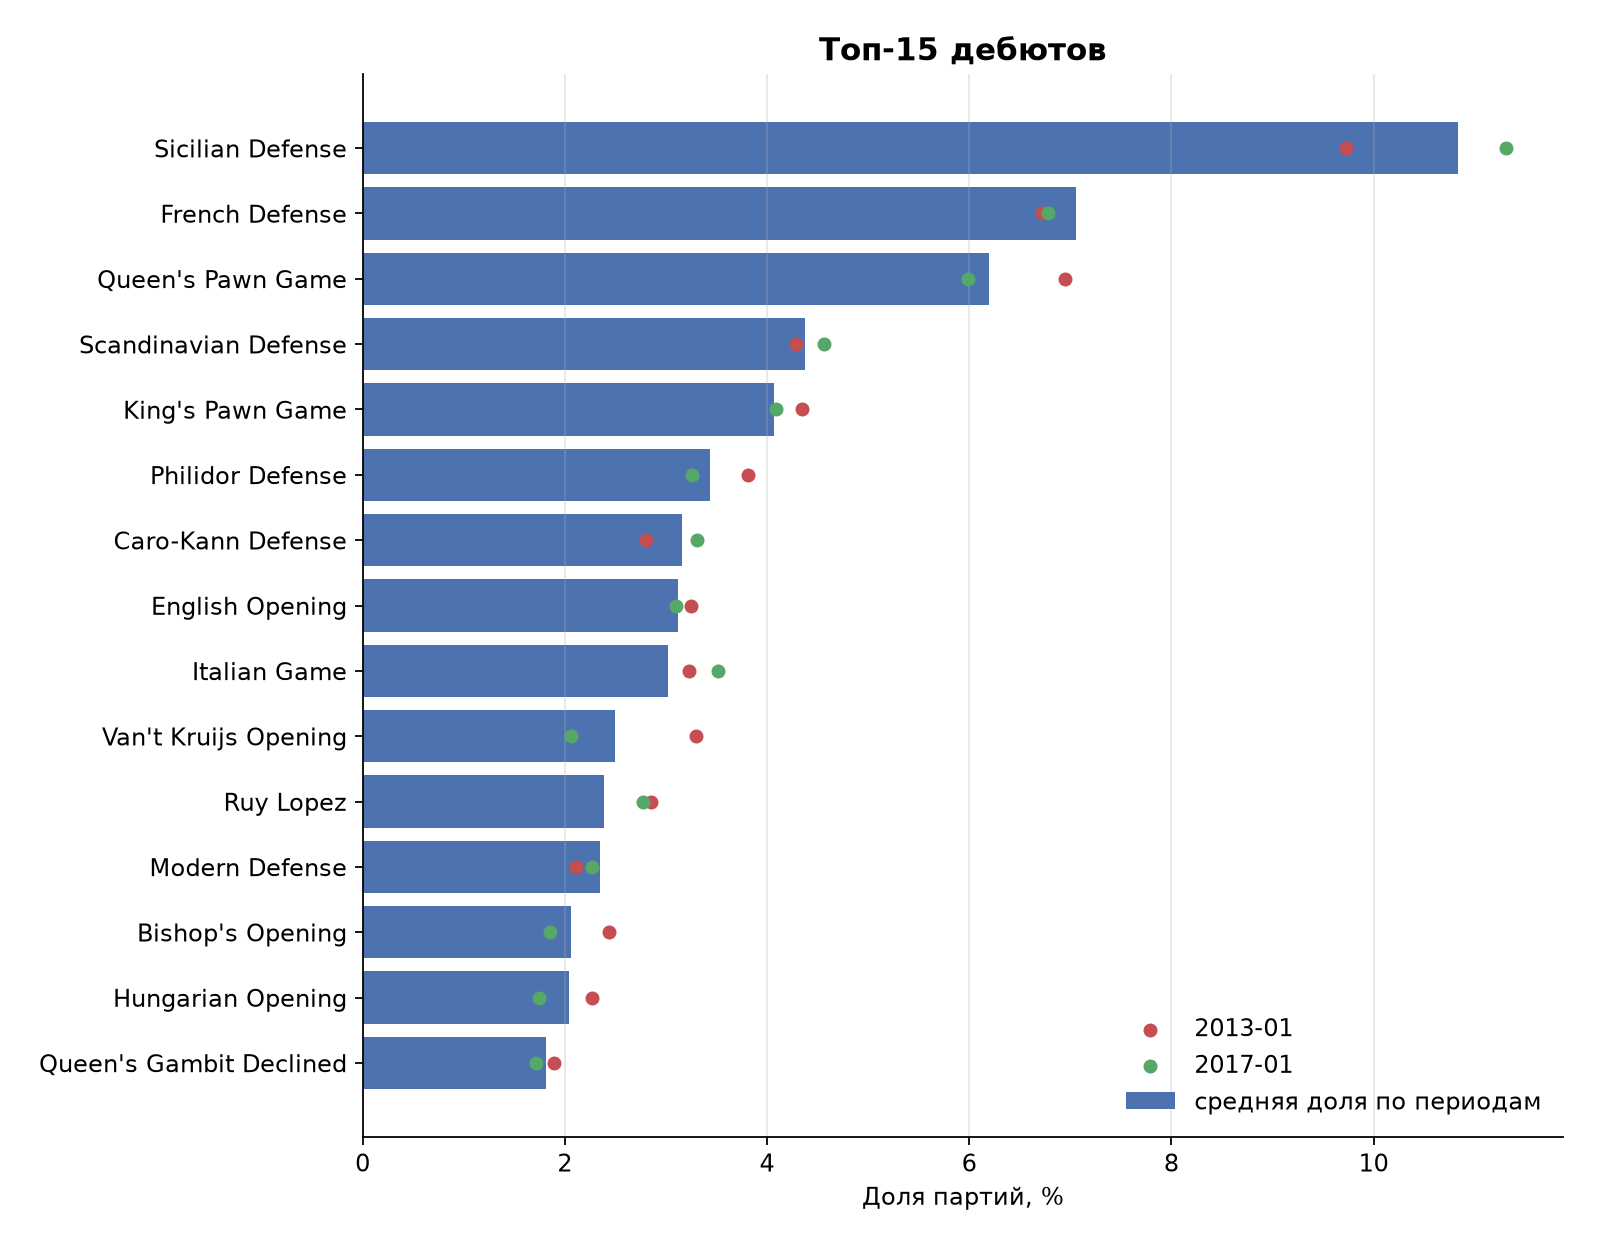 Топ-15 дебютов
Sicilian Defense
French Defense
Queen's Pawn Game
Scandinavian Defense
King's Pawn Game
Philidor Defense
Caro-Kann Defense
English Opening
Italian Game
Van't Kruijs Opening
Ruy Lopez
Modern Defense
Bishop's Opening
Hungarian Opening
Queen's Gambit Declined
2013-01
2017-01
средняя доля по периодам
0 2 4 6 8 10
Доля партий, %